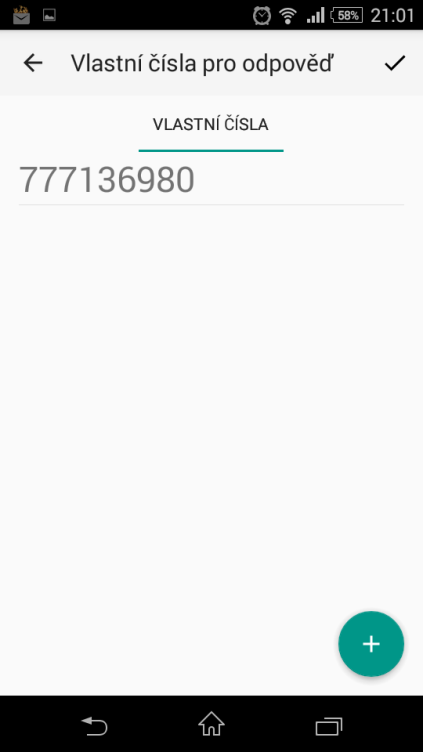 58% 21:01
Vlastní čísla pro odpověď
VLASTNÍ ČÍSLA
777136980